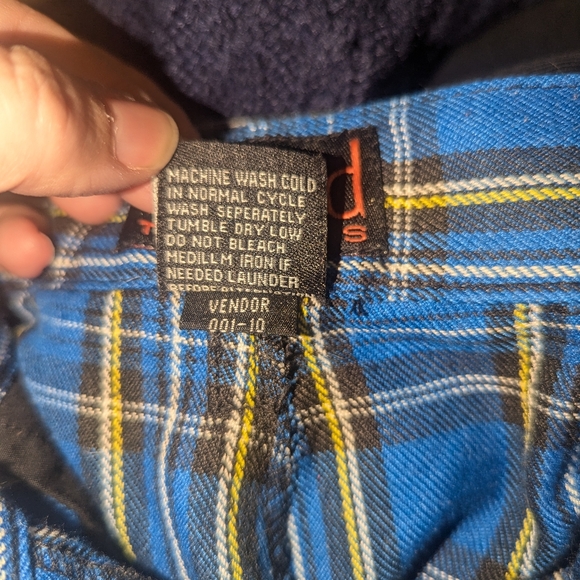 MACHINE WASH COLD
IN NORMAL CYCLE
WASH SEPERATELY
TUMBLE DRY LOW
DO NOT BLEACH
MEDILLM IRON IF
NEEDED LAUNDER
VENDOR
001-10
d
T
S